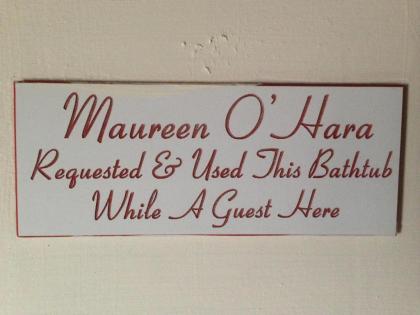 Maureen O'Hara
Requested & Used This Bathtub
While A Guest Here